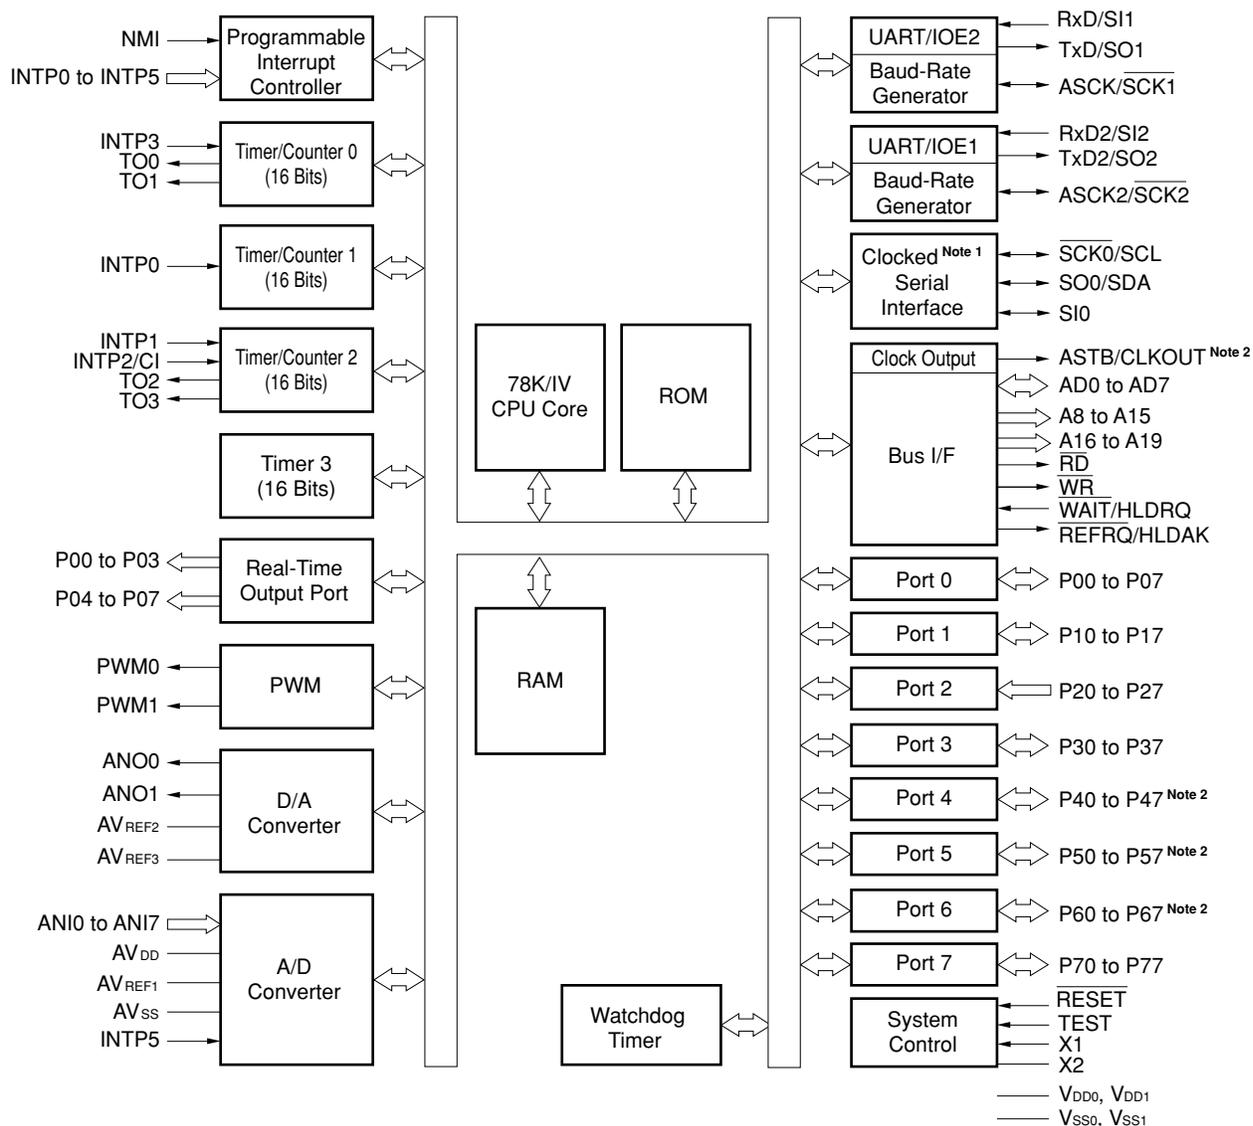 NMI
INTP0 to INTP5
Programmable
Interrupt
Controller
INTP3
TO0
TO1
Timer/Counter 0
(16 Bits)
INTP0
Timer/Counter 1
(16 Bits)
INTP1
INTP2/CI
TO2
TO3
Timer/Counter 2
(16 Bits)
Timer 3
(16 Bits)
P00 to P03
P04 to P07
Real-Time
Output Port
PWM0
PWM1
PWM
ANO0
ANO1
AVREF2
AVREF3
D/A
Converter
ANI0 to ANI7
AVDD
AVREF1
AVSS
INTP5
A/D
Converter
78K/IV
CPU Core
ROM
RAM
Watchdog
Timer
UART/IOE2
Baud-Rate
Generator
RxD/SI1
TxD/SO1
ASCK/SCK1
UART/IOE1
Baud-Rate
Generator
RxD2/SI2
TxD2/SO2
ASCK2/SCK2
Clocked Note 1
Serial
Interface
SCK0/SCL
SO0/SDA
SI0
Clock Output
Bus I/F
ASTB/CLKOUT Note 2
AD0 to AD7
A8 to A15
A16 to A19
RD
WR
WAIT/HLDRQ
REFRQ/HLDAK
Port 0
P00 to P07
Port 1
P10 to P17
Port 2
P20 to P27
Port 3
P30 to P37
Port 4
P40 to P47 Note 2
Port 5
P50 to P57 Note 2
Port 6
P60 to P67 Note 2
Port 7
P70 to P77
System
Control
RESET
TEST
X1
X2
VDD0, VDD1
VSS0, VSS1